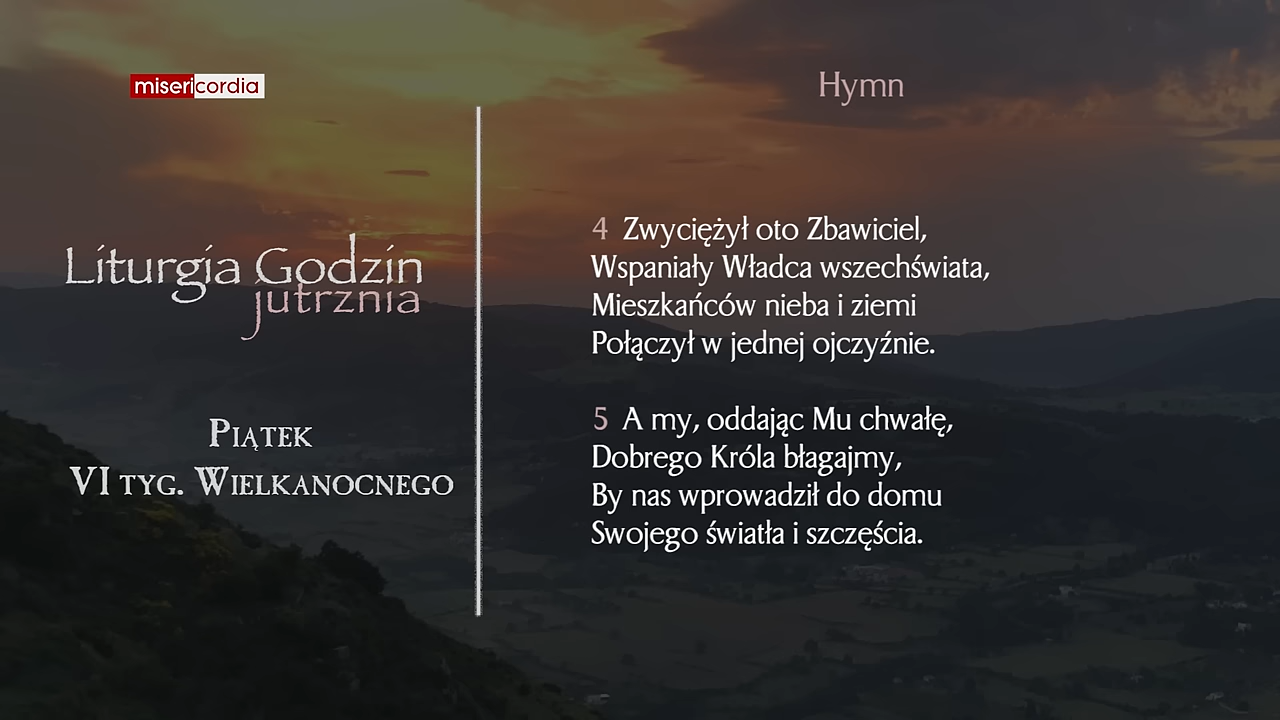 misericordia
Liturgia Godzin
jutrznia
Piątek
VI tyg. Wielkanocnego
Hymn
4 Zwyciężył oto Zbawiciel,
Wspaniały Władca wszechświata,
Mieszkańców nieba i ziemi
Połączył w jednej ojczyźnie.
5 A my, oddając Mu chwałę,
Dobrego Króla błagajmy,
By nas wprowadził do domu
Swojego światła i szczęścia.